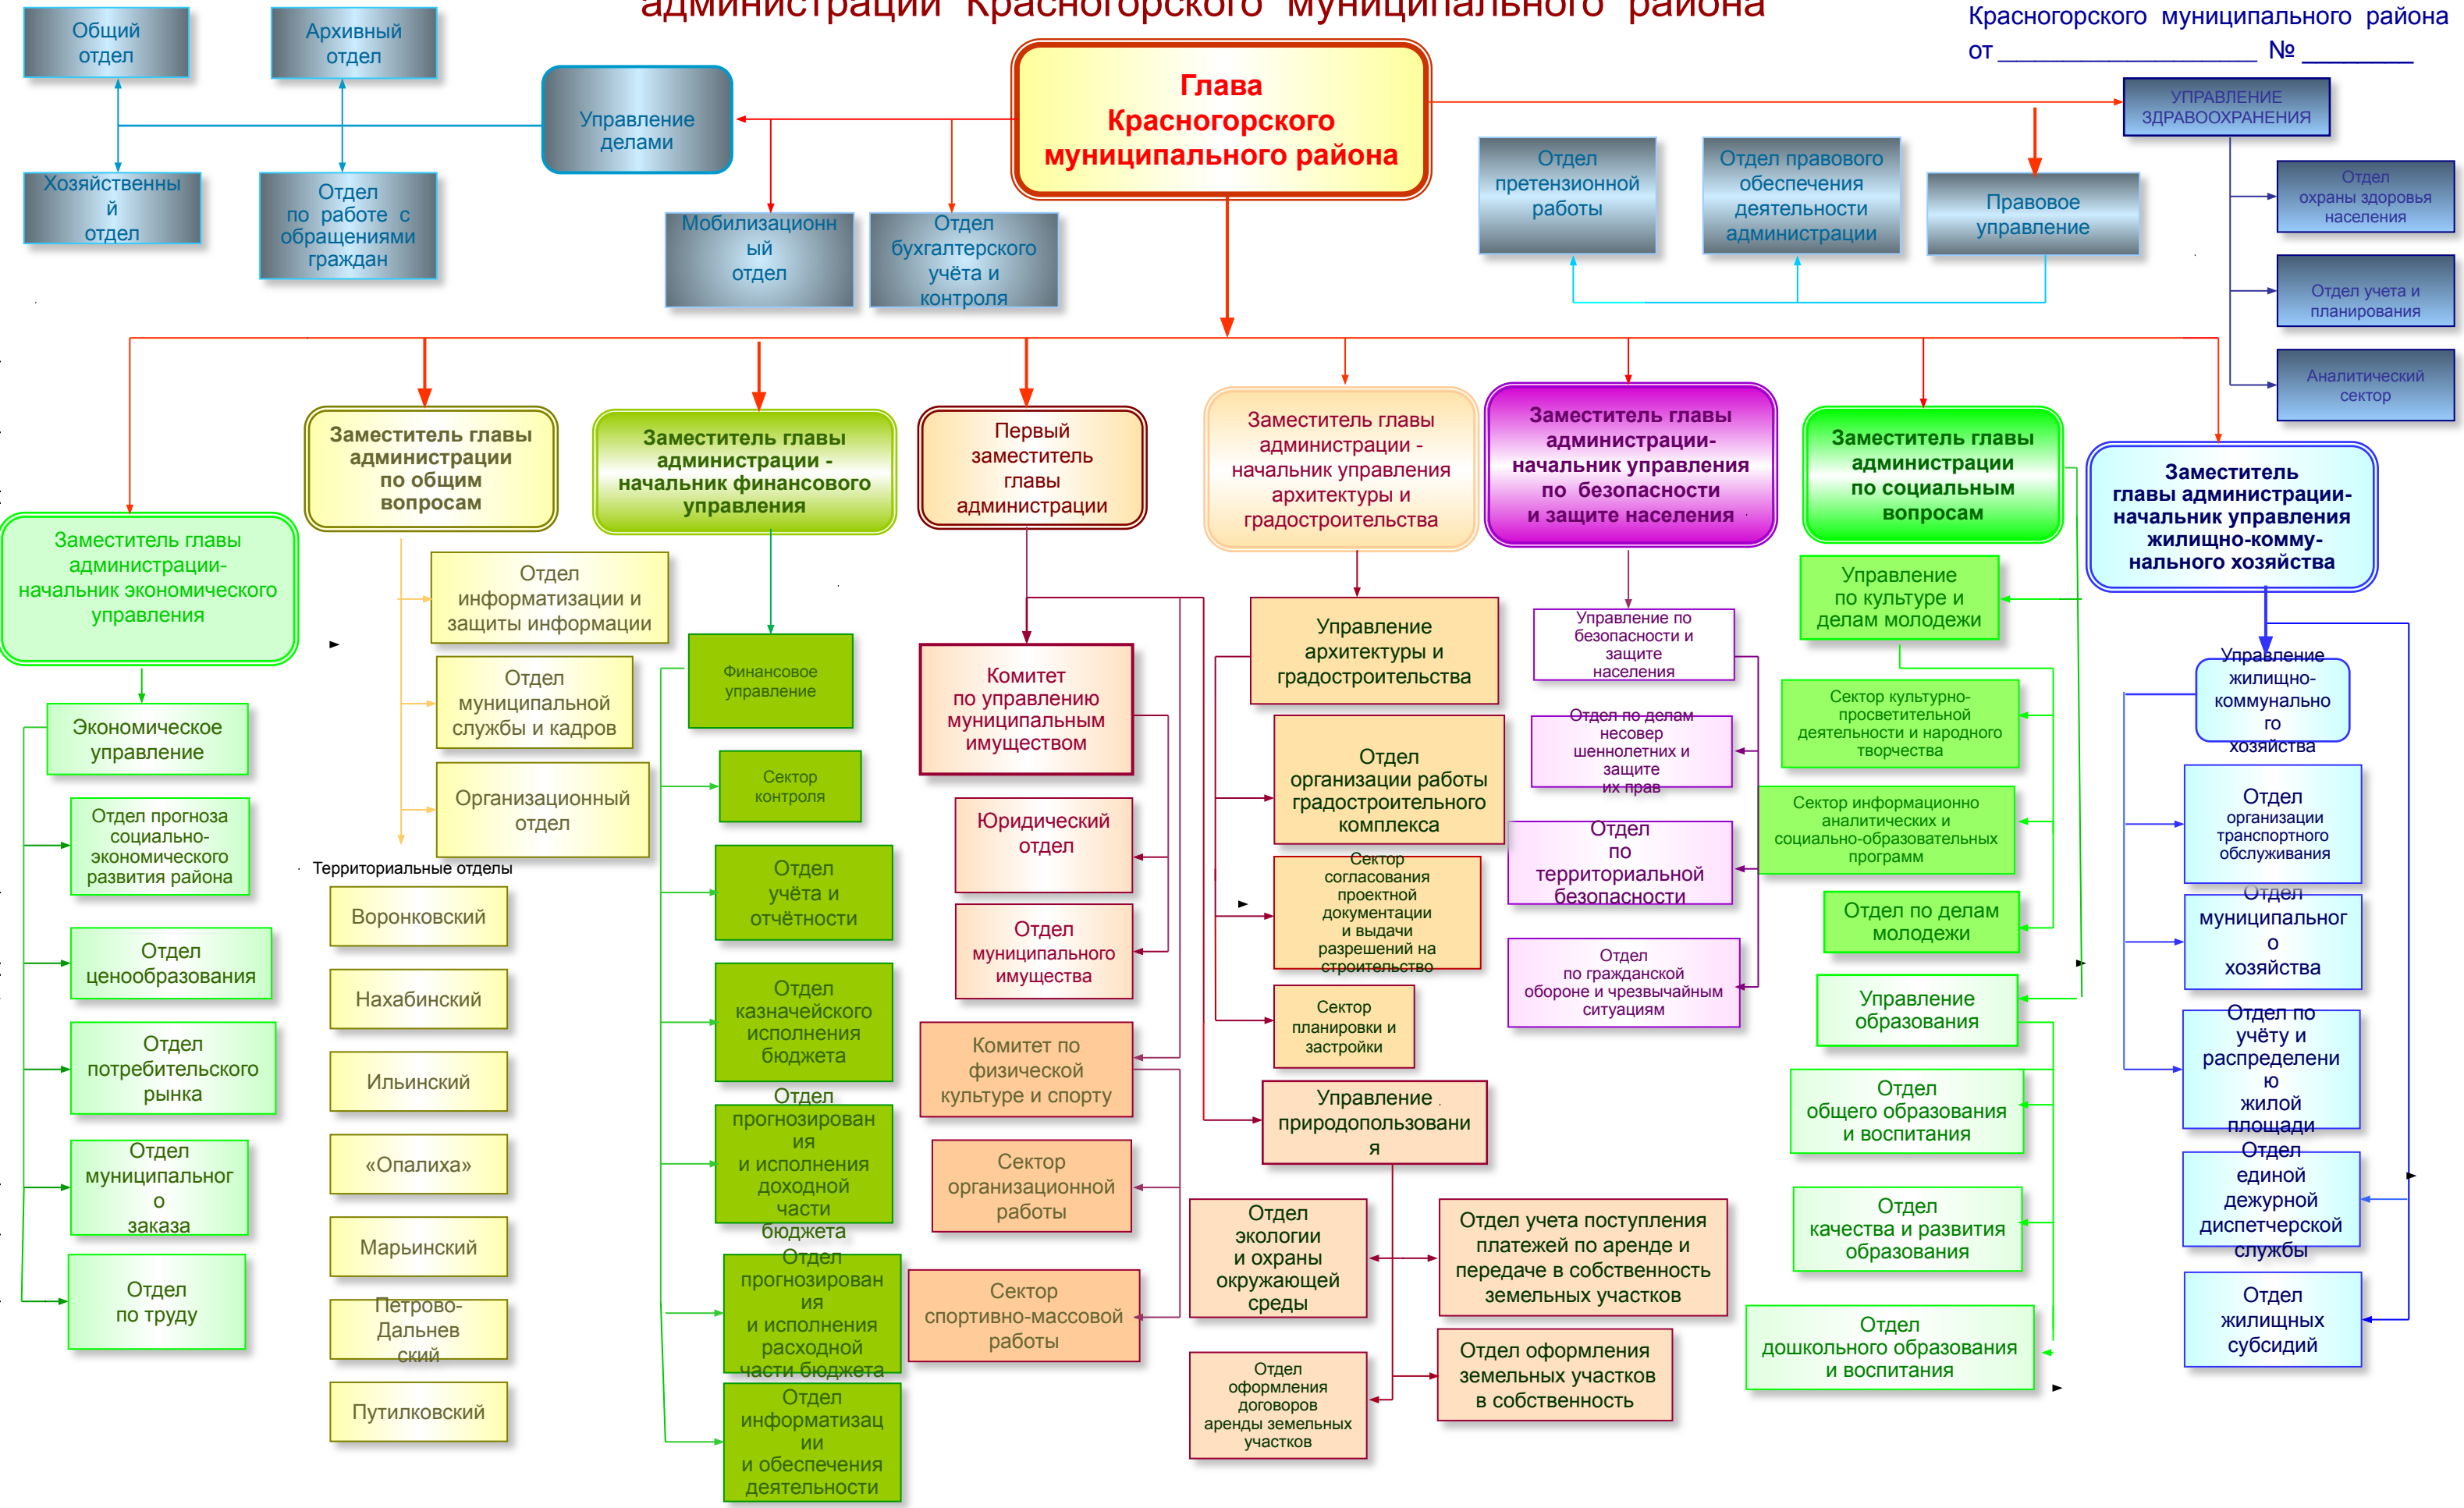 администрации Красногорского муниципального района
Красногорского муниципального района
от ____________________ № _________
Общий
отдел
Архивный
отдел
Управление
делами
Хозяйственны
й
отдел
Отдел
по работе с
обращениями
граждан
Глава
Красногорского
муниципального района
Мобилизационн
ый
отдел
Отдел
бухгалтерского
учёта и
контроля
Отдел
претензионной
работы
Отдел правового
обеспечения
деятельности
администрации
Правовое
управление
УПРАВЛЕНИЕ
ЗДРАВООХРАНЕНИЯ
Отдел
охраны здоровья
населения
Отдел учета и
планирования
Аналитический
сектор
Заместитель главы
администрации-
начальник экономического
управления
Экономическое
управление
Отдел прогноза
социально-
экономического
развития района
Отдел
ценообразования
Отдел
потребительского
рынка
Отдел
муниципальног
о
заказа
Отдел
по труду
Заместитель главы
администрации
по общим
вопросам
Отдел
информатизации и
защиты информации
Отдел
муниципальной
службы и кадров
Организационный
отдел
Территориальные отделы
Воронковский
Нахабинский
Ильинский
«Опалиха»
Марьинский
Петрово-
Дальнев
ский
Путилковский
Заместитель главы
администрации -
начальник финансового
управления
Финансовое
управление
Сектор
контроля
Отдел
учёта и
отчётности
Отдел
казначейского
исполнения
бюджета
Отдел
прогнозирован
ия
и исполнения
доходной
части
бюджета
Отдел
прогнозирован
ия
и исполнения
расходной
части бюджета
Отдел
информатизац
ии
и обеспечения
деятельности
Первый
заместитель
главы
администрации
Комитет
по управлению
муниципальным
имуществом
Юридический
отдел
Отдел
муниципального
имущества
Комитет по
физической
культуре и спорту
Сектор
организационной
работы
Сектор
спортивно-массовой
работы
Заместитель главы
администрации -
начальник управления
архитектуры и
градостроительства
Управление
архитектуры и
градостроительства
Отдел
организации работы
градостроительного
комплекса
Сектор
согласования
проектной
документации
и выдачи
разрешений на
строительство
Сектор
планировки и
застройки
Управление
природопользовани
я
Отдел
экологии
и охраны
окружающей
среды
Отдел учета поступления
платежей по аренде и
передаче в собственность
земельных участков
Отдел
оформления
договоров
аренды земельных
участков
Отдел оформления
земельных участков
в собственность
Заместитель главы
администрации-
начальник управления
по безопасности
и защите населения
Управление по
безопасности и
защите
населения
Отдел по делам
несовер
шеннолетних и
защите
их прав
Отдел
по
территориальной
безопасности
Отдел
по гражданской
обороне и чрезвычайным
ситуациям
Заместитель главы
администрации
по социальным
вопросам
Управление
по культуре и
делам молодежи
Сектор культурно-
просветительной
деятельности и народного
творчества
Сектор информационно
аналитических и
социально-образовательных
программ
Отдел по делам
молодежи
Управление
образования
Отдел
общего образования
и воспитания
Отдел
качества и развития
образования
Отдел
дошкольного образования
и воспитания
Заместитель
главы администрации-
начальник управления
жилищно-комму-
нального хозяйства
Управление
жилищно-
коммунально
го
хозяйства
Отдел
организации
транспортного
обслуживания
Отдел
муниципальног
о
хозяйства
Отдел по
учёту и
распределени
ю
жилой
площади
Отдел
единой
дежурной
диспетчерской
службы
Отдел
жилищных
субсидий